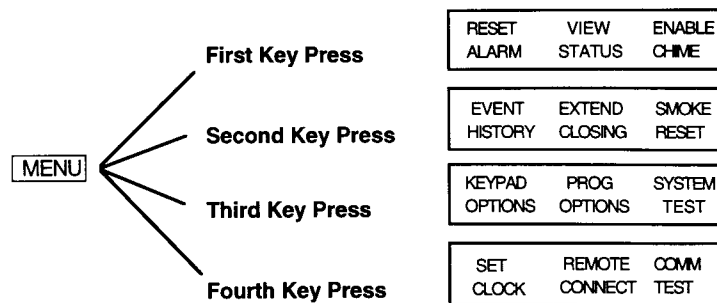 First Key Press
RESET VIEW ENABLE
ALARM STATUS CHIME
Second Key Press
EVENT EXTEND SMOKE
HISTORY CLOSING RESET
MENU
Third Key Press
KEYPAD PROG SYSTEM
OPTIONS OPTIONS TEST
Fourth Key Press
SET REMOTE COMM
CLOCK CONNECT TEST